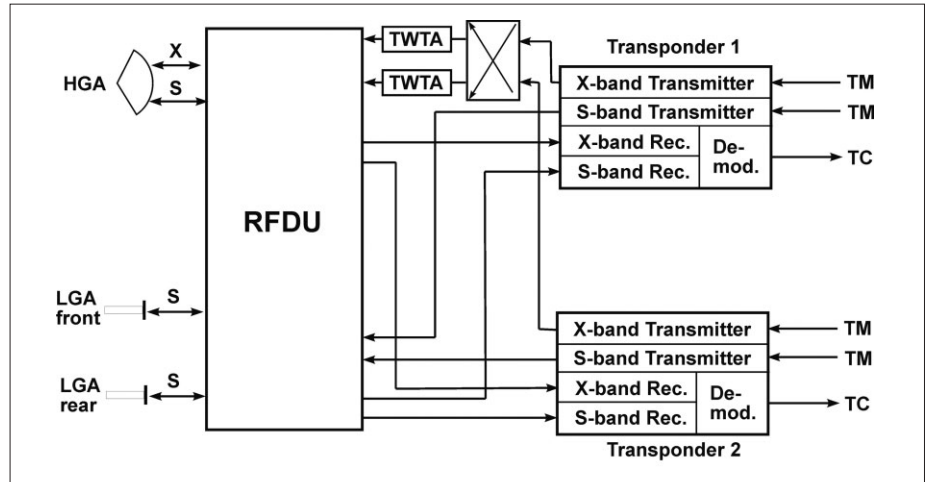 TWTA
TWTA
HGA
X
S
RFDU
LGA
front
S
LGA
rear
S
Transponder 1
X-band Transmitter
TM
S-band Transmitter
TM
X-band Rec.
S-band Rec.
De-
mod.
TC
X-band Transmitter
TM
S-band Transmitter
TM
X-band Rec.
S-band Rec.
De-
mod.
TC
Transponder 2